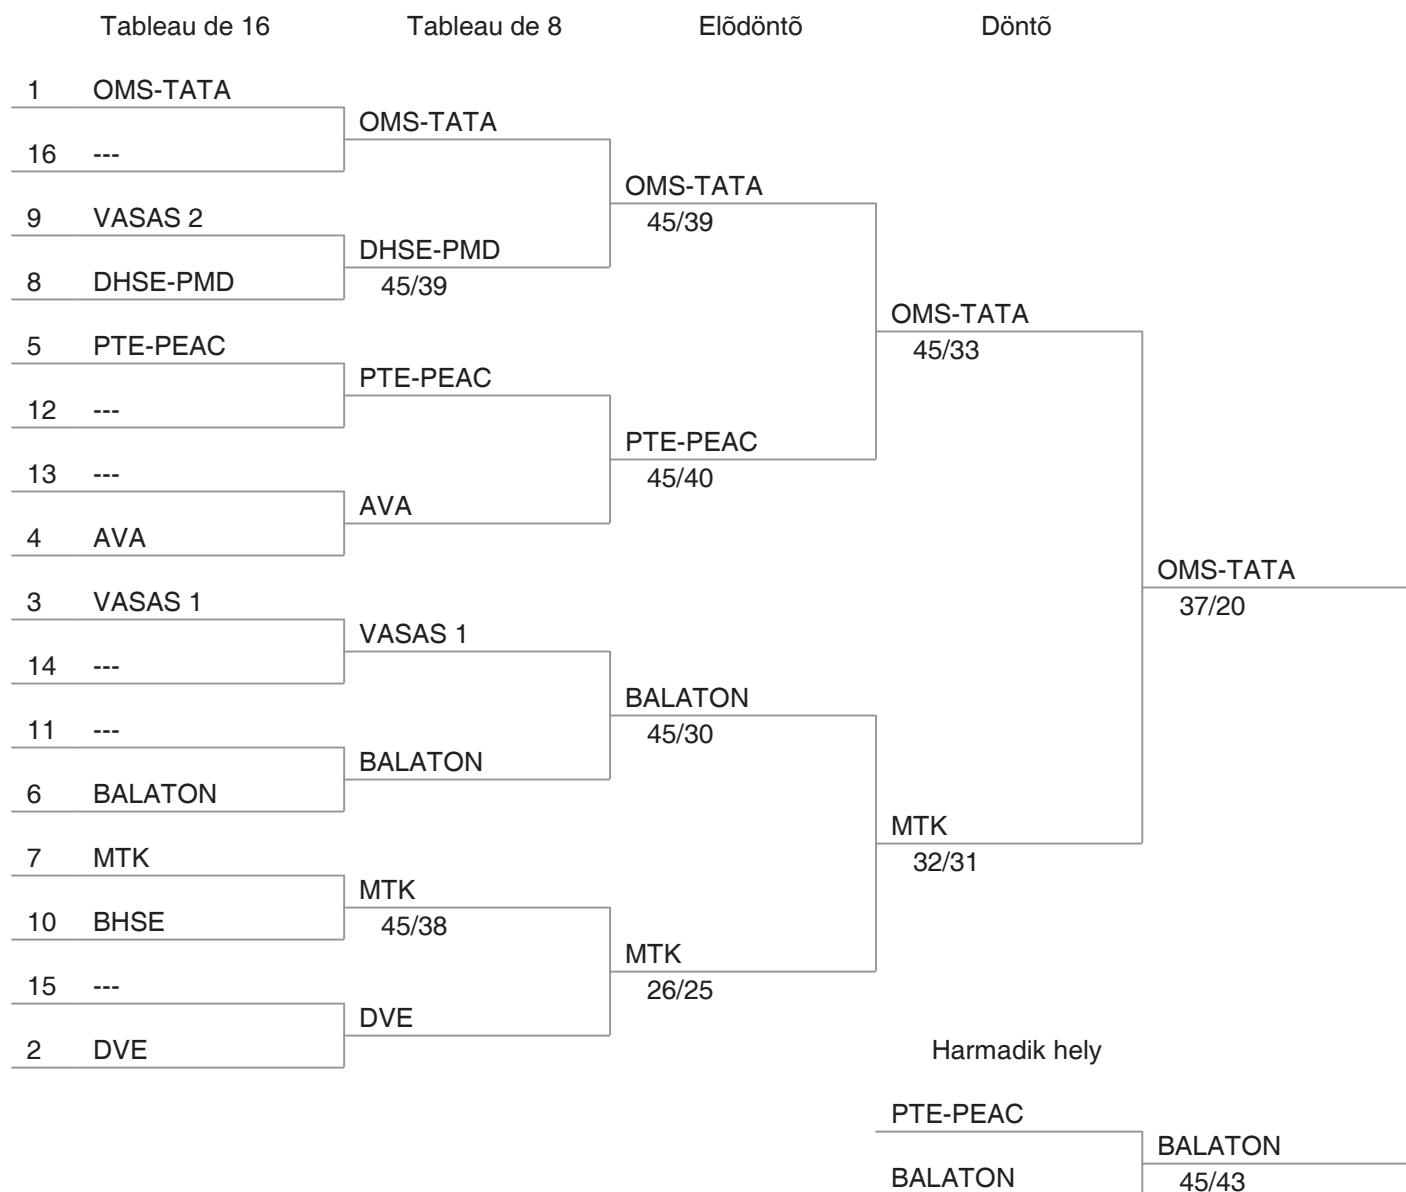 Tableau de 16 Tableau de 8 Elõdöntõ Döntõ
1 OMS-TATA
OMS-TATA
16 ---
OMS-TATA
9 VASAS 2
45/39
DHSE-PMD
8 DHSE-PMD
45/39
OMS-TATA
5 PTE-PEAC
45/33
PTE-PEAC
12 ---
PTE-PEAC
13 ---
45/40
AVA
4 AVA
OMS-TATA
3 VASAS 1
37/20
VASAS 1
14 ---
BALATON
11 ---
45/30
BALATON
6 BALATON
MTK
7 MTK
32/31
MTK
10 BHSE
45/38
MTK
15 ---
26/25
DVE
2 DVE
Harmadik hely
PTE-PEAC
BALATON
BALATON
45/43